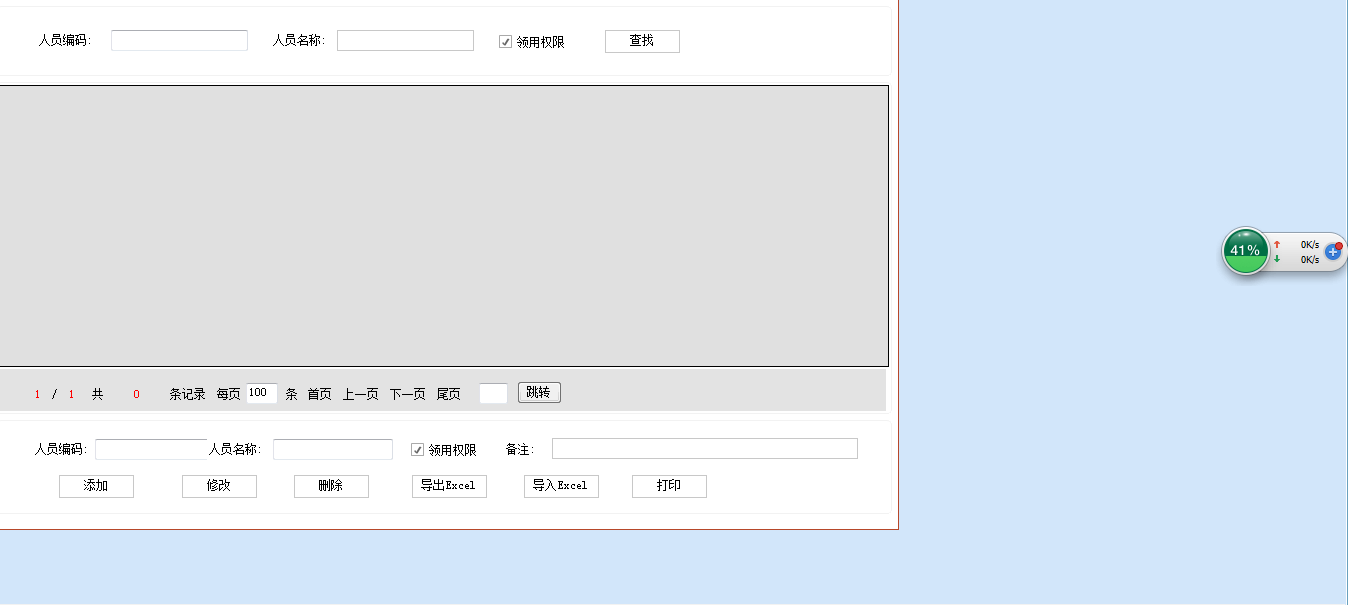 人员编码: 人员名称: 领用权限 查找
41% 0K/s
0K/s
1 / 1 共 0 条记录 每页 100 条 首页 上一页 下一页 尾页 跳转
人员编码: 人员名称: 领用权限 备注:
添加 修改 删除 导出Excel 导入Excel 打印